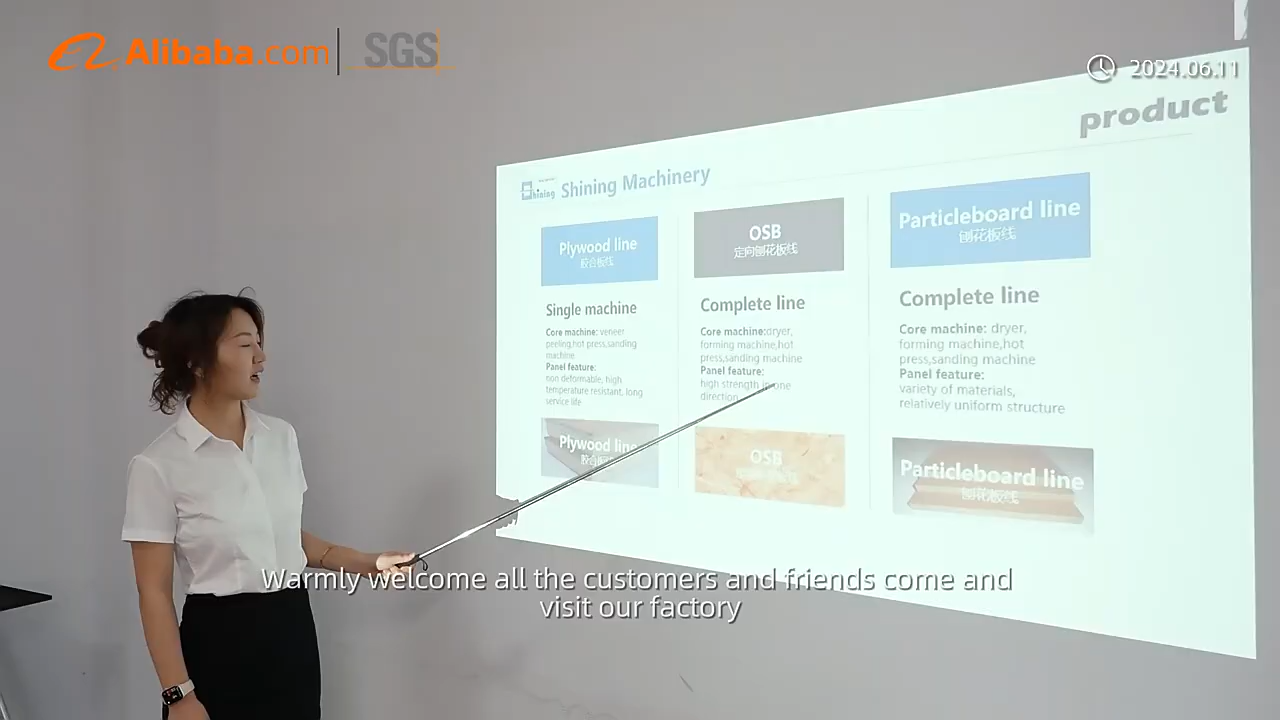 Alibaba.com
SGS
2024.06.11
product
Shining
Shining Machinery
Plywood line
胶合板线
Single machine
Core machine: veneer
peeling,hot press,sanding
machine
Panel feature:
non deformable, high
temperature resistant, long
service life
Plywood line
OSB
定向刨花板线
Complete line
Core machine:dryer,
forming machine,hot
press,sanding machine
Panel feature:
high strength in one
direction
OSB
Particleboard line
刨花板线
Complete line
Core machine: dryer,
forming machine,hot
press,sanding machine
Panel feature:
variety of materials,
relatively uniform structure
Particleboard line
刨花板线
Warmly welcome all the customers and friends come and
visit our factory